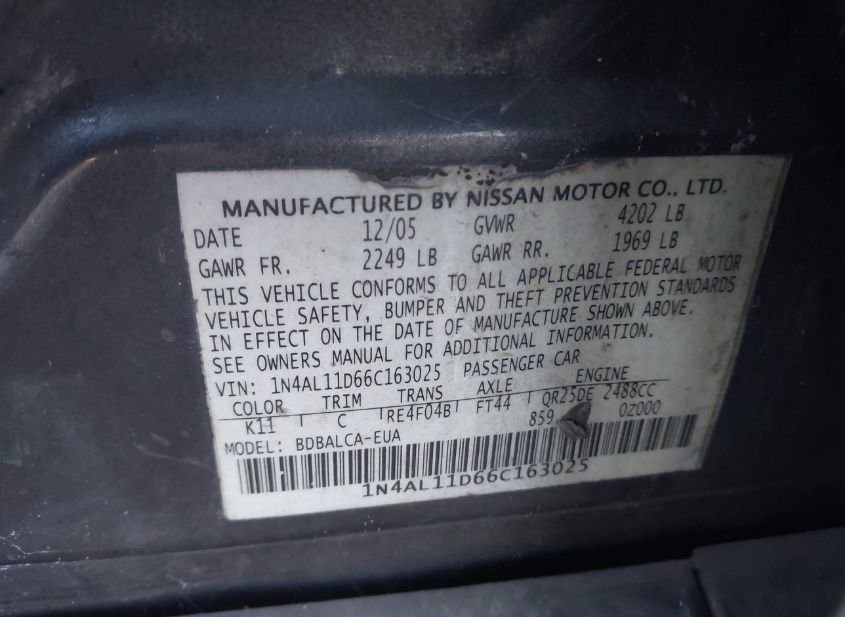 MANUFACTURED BY NISSAN MOTOR CO., LTD.
DATE 12/05 GVWR 4202 LB
GAWR FR. 2249 LB GAWR RR. 1969 LB
THIS VEHICLE CONFORMS TO ALL APPLICABLE FEDERAL MOTOR
VEHICLE SAFETY, BUMPER AND THEFT PREVENTION STANDARDS
IN EFFECT ON THE DATE OF MANUFACTURE SHOWN ABOVE.
SEE OWNERS MANUAL FOR ADDITIONAL INFORMATION.
VIN: 1N4AL11D66C163025 PASSENGER CAR
COLOR TRIM TRANS AXLE ENGINE
K11 C RE4F04B FT44 QR25DE 2488CC
859 0Z000
MODEL: BDBALCA-EUA
1N4AL11D66C163025